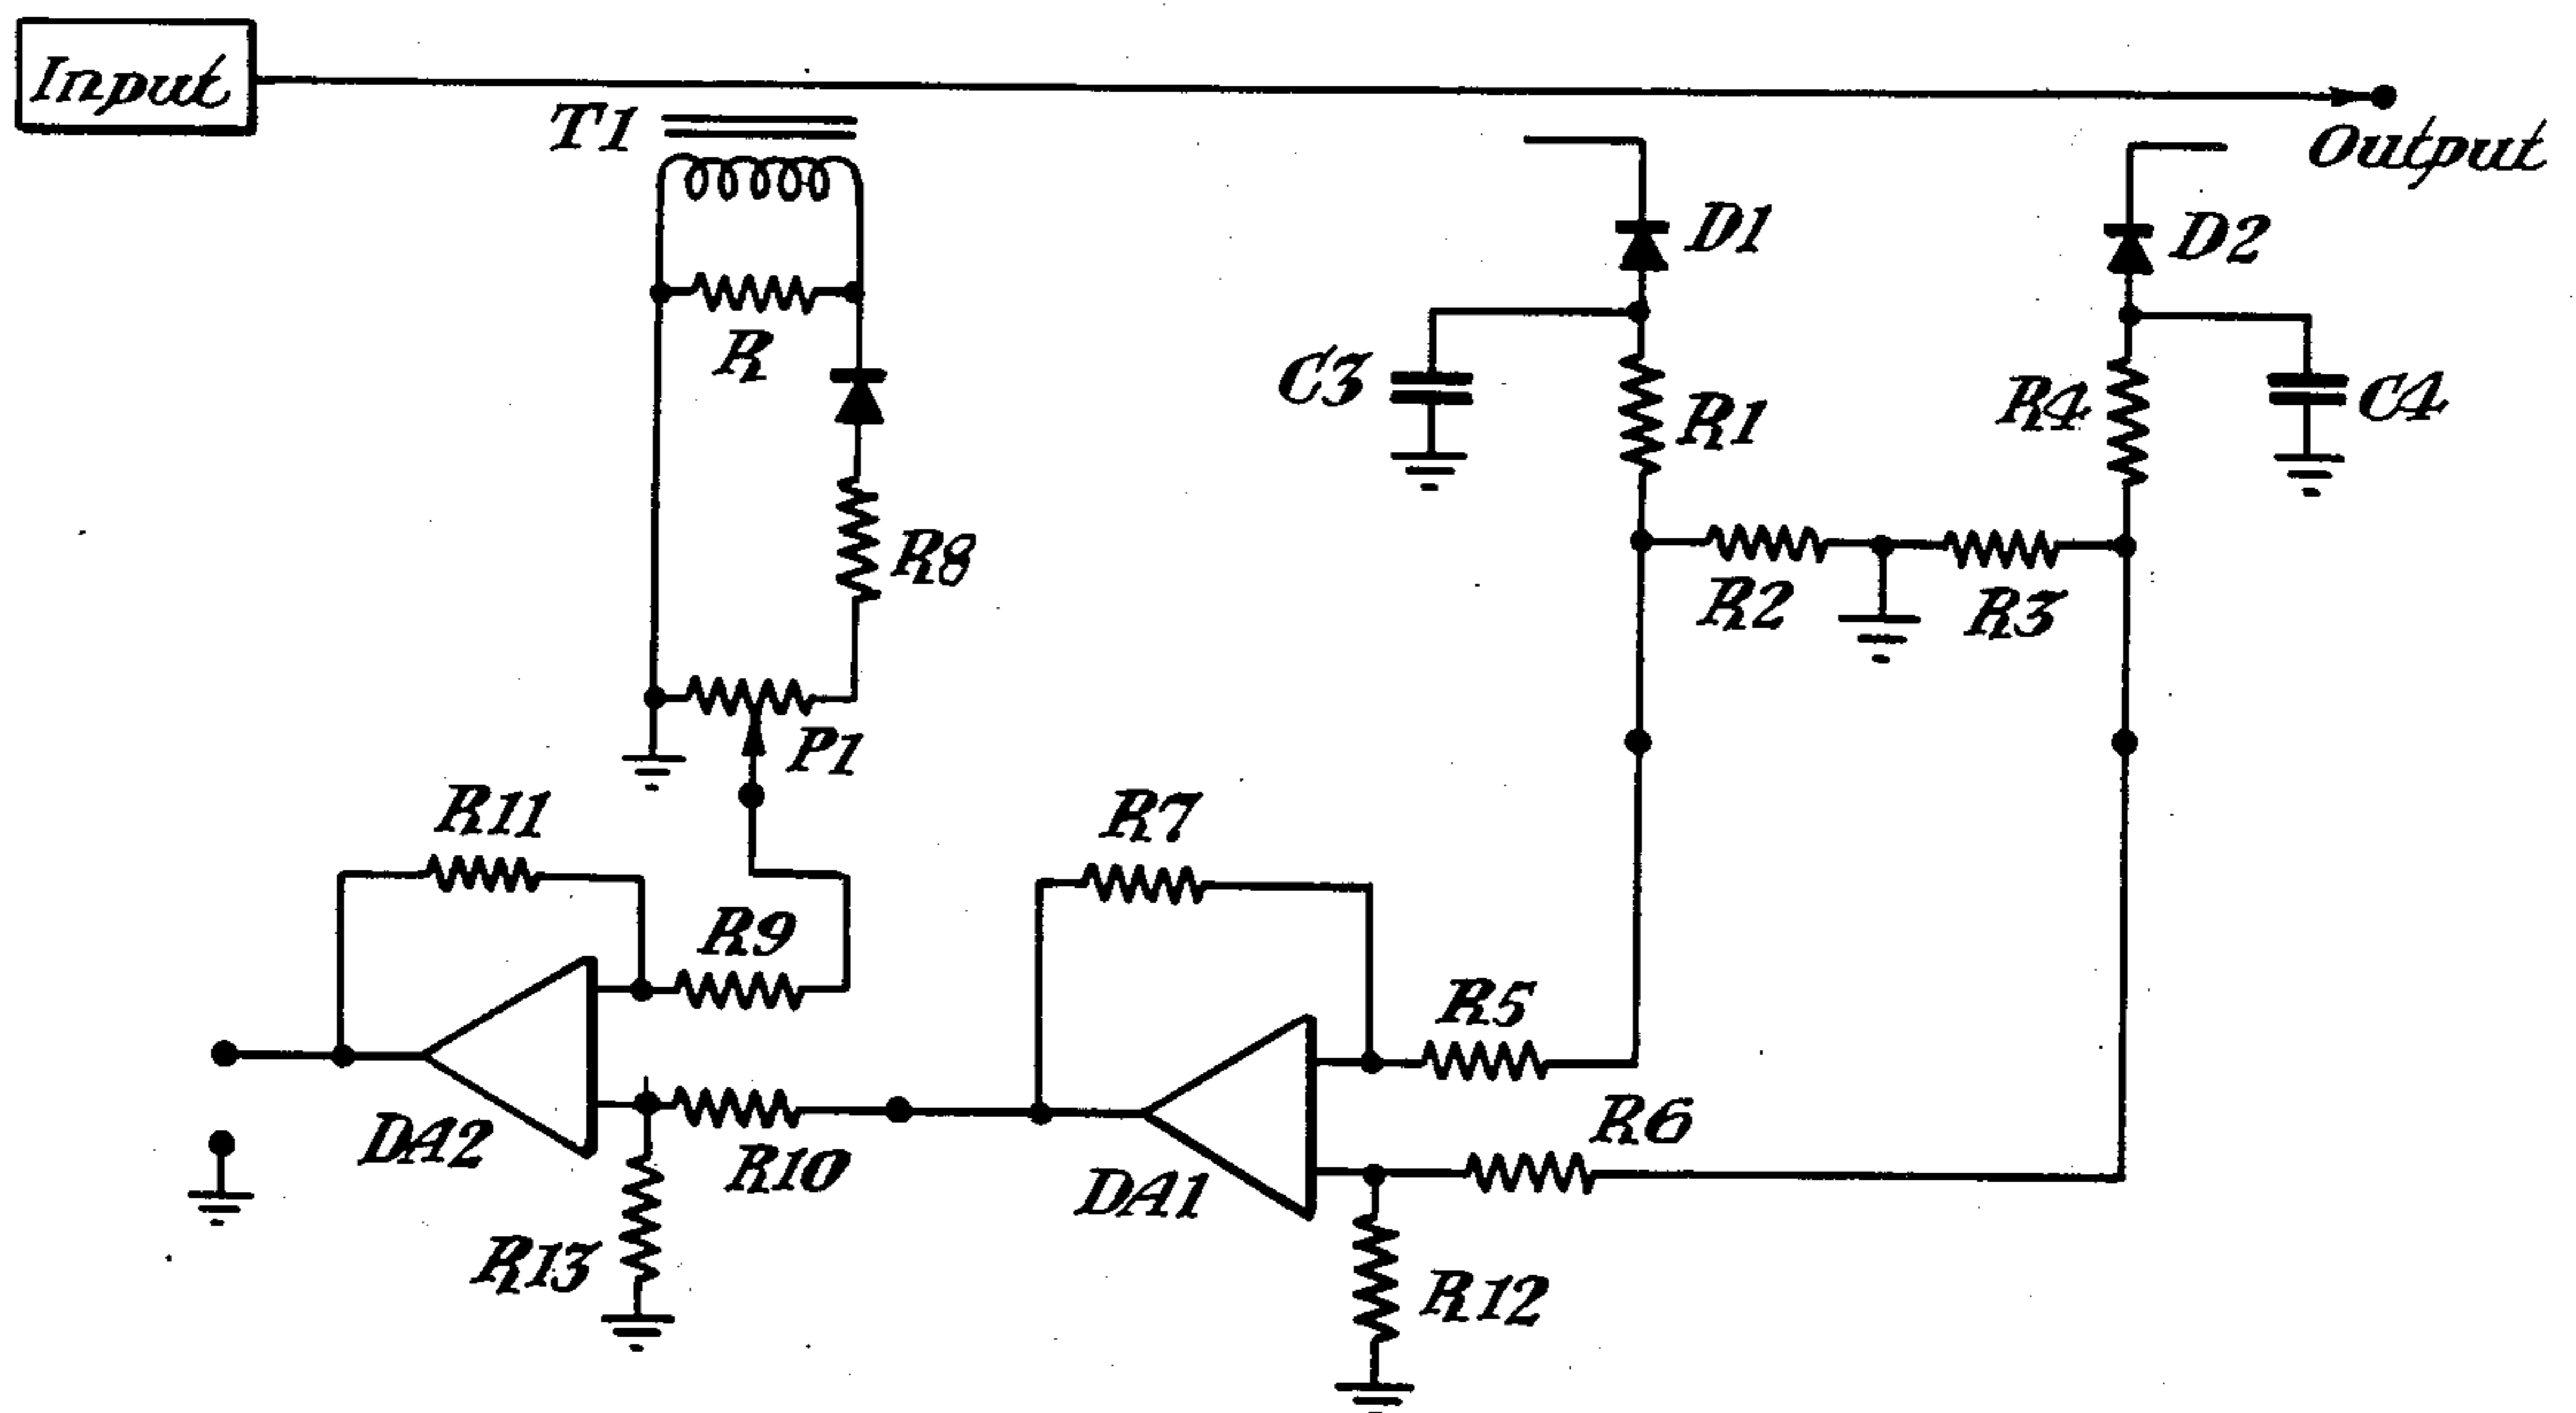 Input
T1
Output
D1
D2
R
C3
R1
R4
C4
R8
R2
R3
P1
R11
R7
R9
R5
DA2
R10
DA1
R6
R13
R12